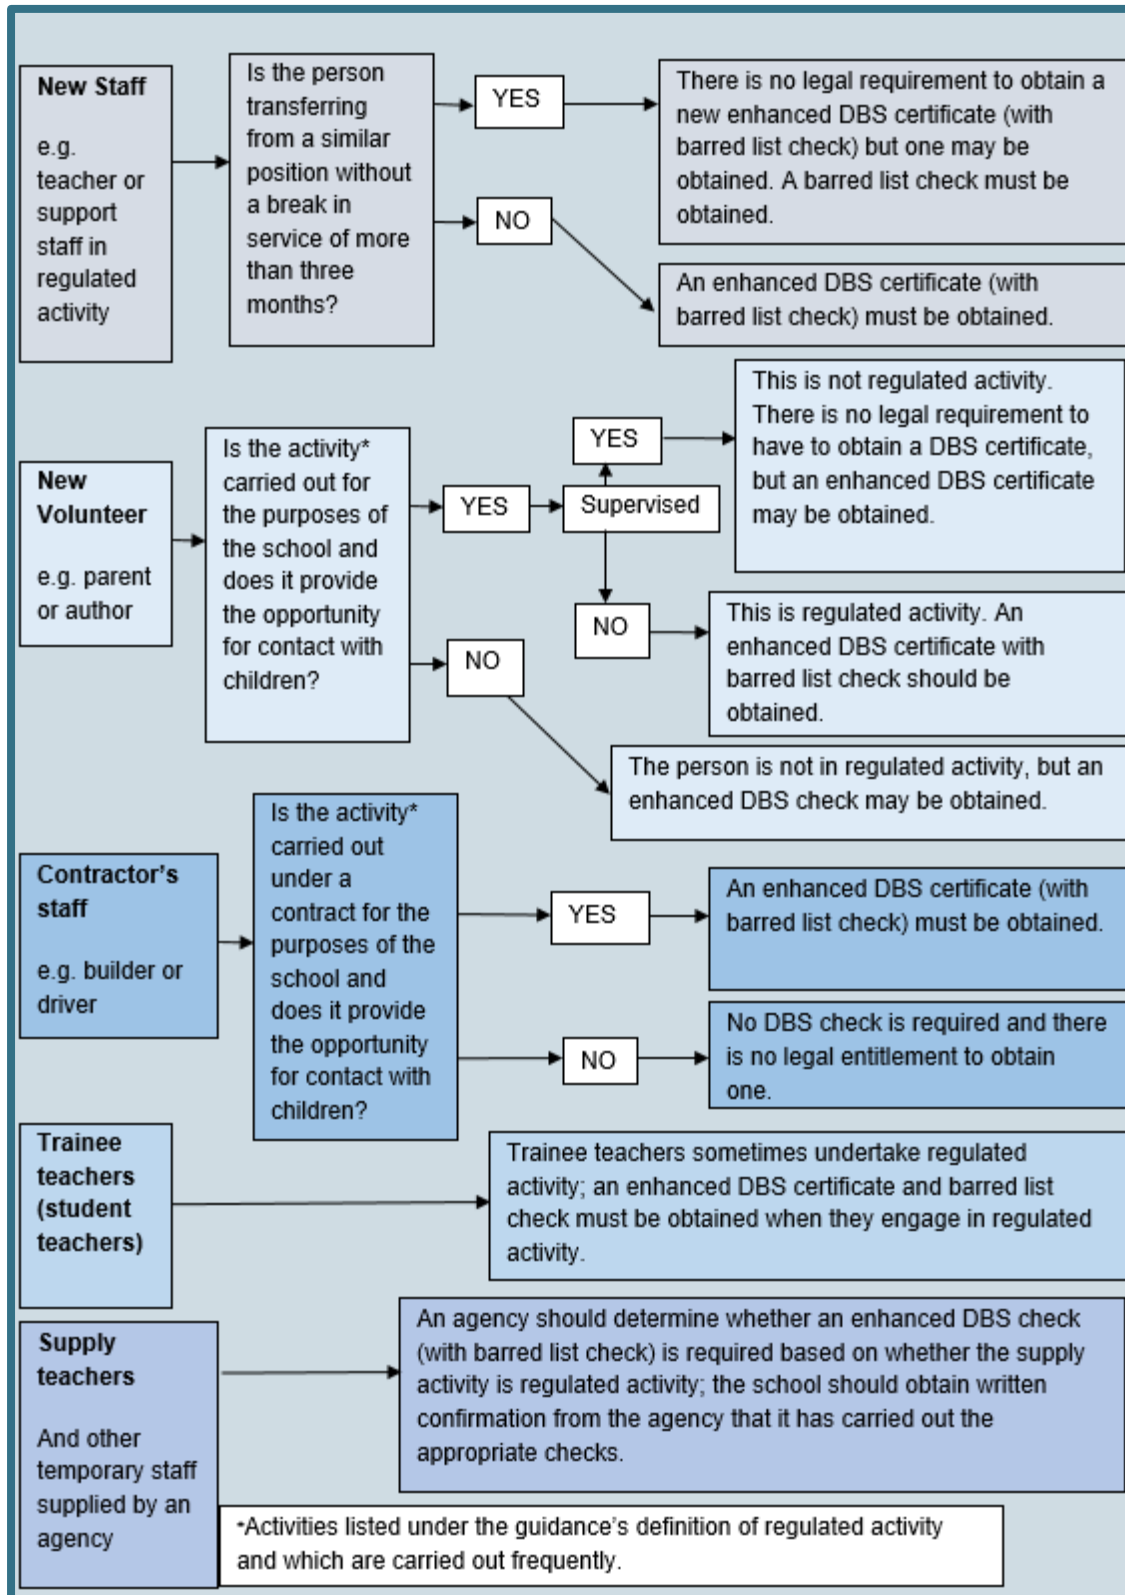 New Staff
e.g.
teacher or
support
staff in
regulated
activity
Is the person
transferring
from a similar
position without
a break in
service of more
than three
months?
YES
NO
There is no legal requirement to obtain a
new enhanced DBS certificate (with
barred list check) but one may be
obtained. A barred list check must be
obtained.
An enhanced DBS certificate (with
barred list check) must be obtained.
New
Volunteer
e.g. parent
or author
Is the activity*
carried out for
the purposes of
the school and
does it provide
the opportunity
for contact with
children?
YES
Supervised
YES
NO
NO
This is not regulated activity.
There is no legal requirement to
have to obtain a DBS certificate,
but an enhanced DBS certificate
may be obtained.
This is regulated activity. An
enhanced DBS certificate with
barred list check should be
obtained.
The person is not in regulated activity, but an
enhanced DBS check may be obtained.
Contractor's
staff
e.g. builder or
driver
Is the activity*
carried out
under a
contract for the
purposes of the
school and
does it provide
the opportunity
for contact with
children?
YES
NO
An enhanced DBS certificate (with
barred list check) must be obtained.
No DBS check is required and there
is no legal entitlement to obtain
one.
Trainee
teachers
(student
teachers)
Trainee teachers sometimes undertake regulated
activity; an enhanced DBS certificate and barred list
check must be obtained when they engage in regulated
activity.
Supply
teachers
And other
temporary staff
supplied by an
agency
An agency should determine whether an enhanced DBS check
(with barred list check) is required based on whether the supply
activity is regulated activity; the school should obtain written
confirmation from the agency that it has carried out the
appropriate checks.
*Activities listed under the guidance's definition of regulated activity
and which are carried out frequently.